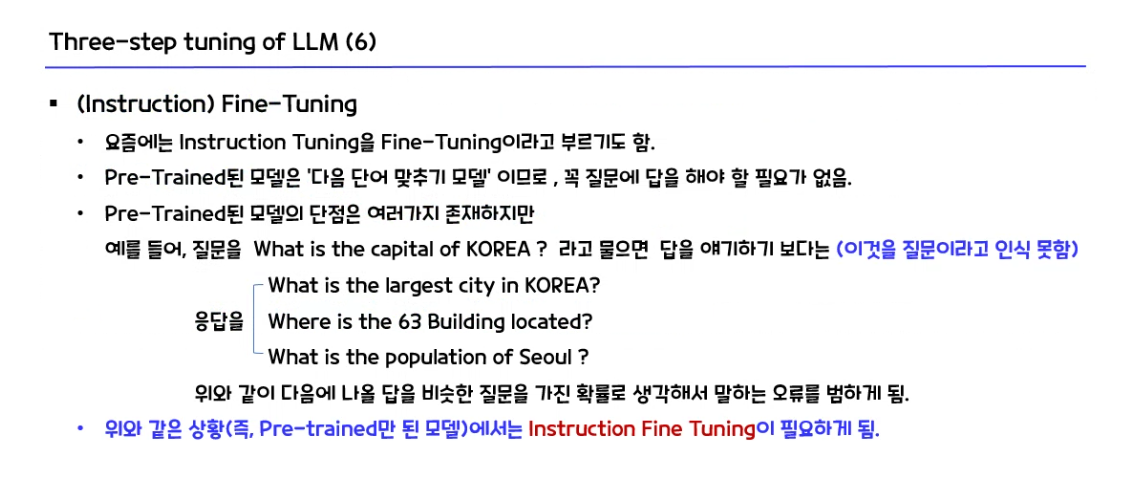 Three-step tuning of LLM (6)
▪ (Instruction) Fine-Tuning
• 요즘에는 Instruction Tuning을 Fine-Tuning이라고 부르기도 함.
• Pre-Trained된 모델은 '다음 단어 맞추기 모델' 이므로 , 꼭 질문에 답을 해야 할 필요가 없음.
• Pre-Trained된 모델의 단점은 여러가지 존재하지만
예를 들어, 질문을 What is the capital of KOREA ? 라고 물으면 답을 얘기하기 보다는 (이것을 질문이라고 인식 못함)
What is the largest city in KOREA?
응답을 Where is the 63 Building located?
What is the population of Seoul ?
위와 같이 다음에 나올 답을 비슷한 질문을 가진 확률로 생각해서 말하는 오류를 범하게 됨.
• 위와 같은 상황(즉, Pre-trained만 된 모델)에서는 Instruction Fine Tuning이 필요하게 됨.